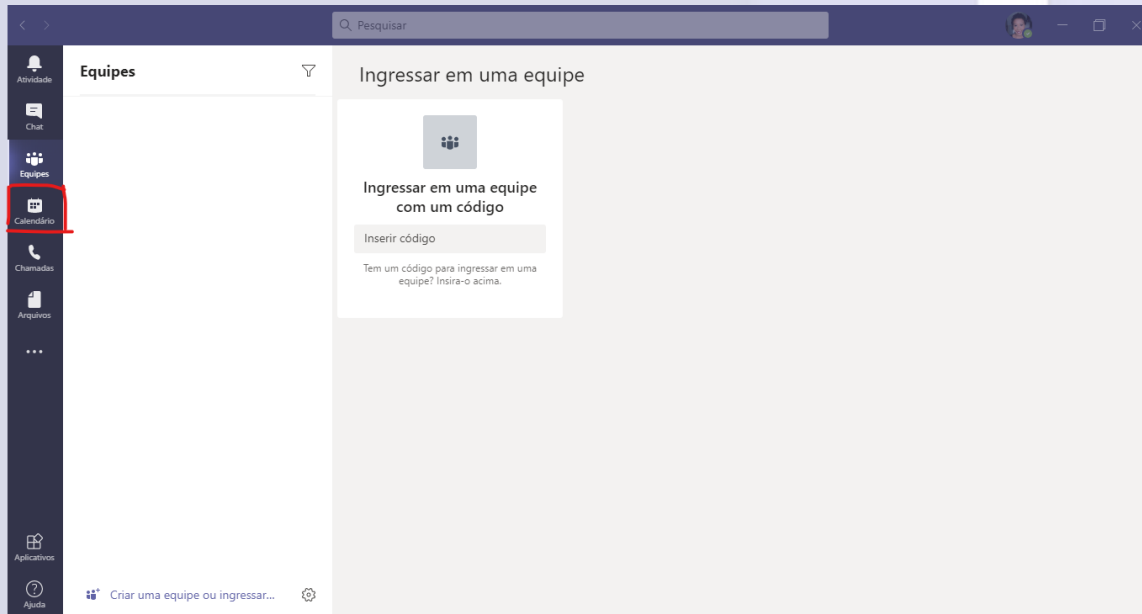 Pesquisar
Atividade
Chat
Equipes
Calendário
Chamadas
Arquivos
Aplicativos
Ajuda
Equipes
Criar uma equipe ou ingressar...
Ingressar em uma equipe
Ingressar em uma equipe
com um código
Inserir código
Tem um código para ingressar em uma
equipe? Insira-o acima.